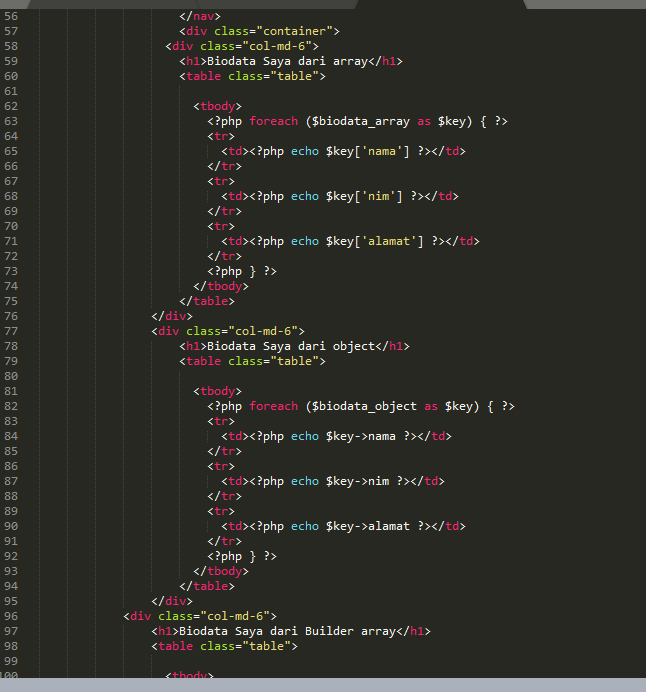 56 </nav>
57 <div class="container">
58 <div class="col-md-6">
59 <h1>Biodata Saya dari array</h1>
60 <table class="table">
61
62 <tbody>
63 <?php foreach ($biodata_array as $key) { ?>
64 <tr>
65 <td><?php echo $key['nama'] ?></td>
66 </tr>
67 <tr>
68 <td><?php echo $key['nim'] ?></td>
69 </tr>
70 <tr>
71 <td><?php echo $key['alamat'] ?></td>
72 </tr>
73 <?php } ?>
74 </tbody>
75 </table>
76 </div>
77 <div class="col-md-6">
78 <h1>Biodata Saya dari object</h1>
79 <table class="table">
80
81 <tbody>
82 <?php foreach ($biodata_object as $key) { ?>
83 <tr>
84 <td><?php echo $key->nama ?></td>
85 </tr>
86 <tr>
87 <td><?php echo $key->nim ?></td>
88 </tr>
89 <tr>
90 <td><?php echo $key->alamat ?></td>
91 </tr>
92 <?php } ?>
93 </tbody>
94 </table>
95 </div>
96 <div class="col-md-6">
97 <h1>Biodata Saya dari Builder array</h1>
98 <table class="table">
99
100 <tbody>